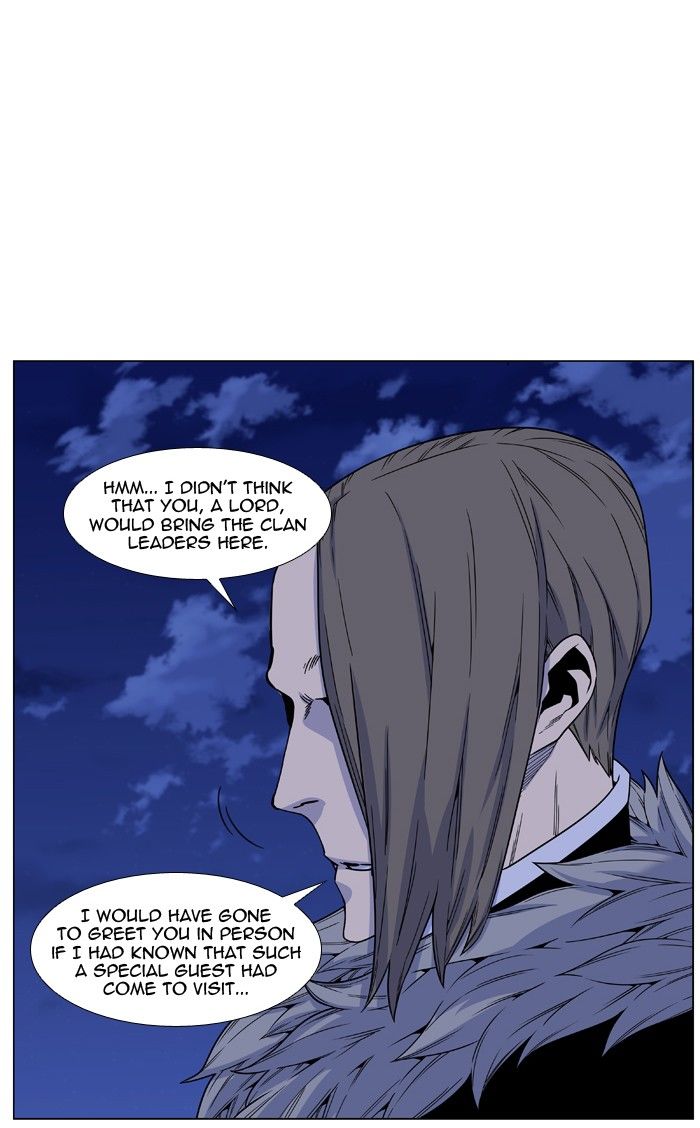 HMM... I DIDN'T THINK
THAT YOU, A LORD,
WOULD BRING THE CLAN
LEADERS HERE.
I WOULD HAVE GONE
TO GREET YOU IN PERSON
IF I HAD KNOWN THAT SUCH
A SPECIAL GUEST HAD
COME TO VISIT...